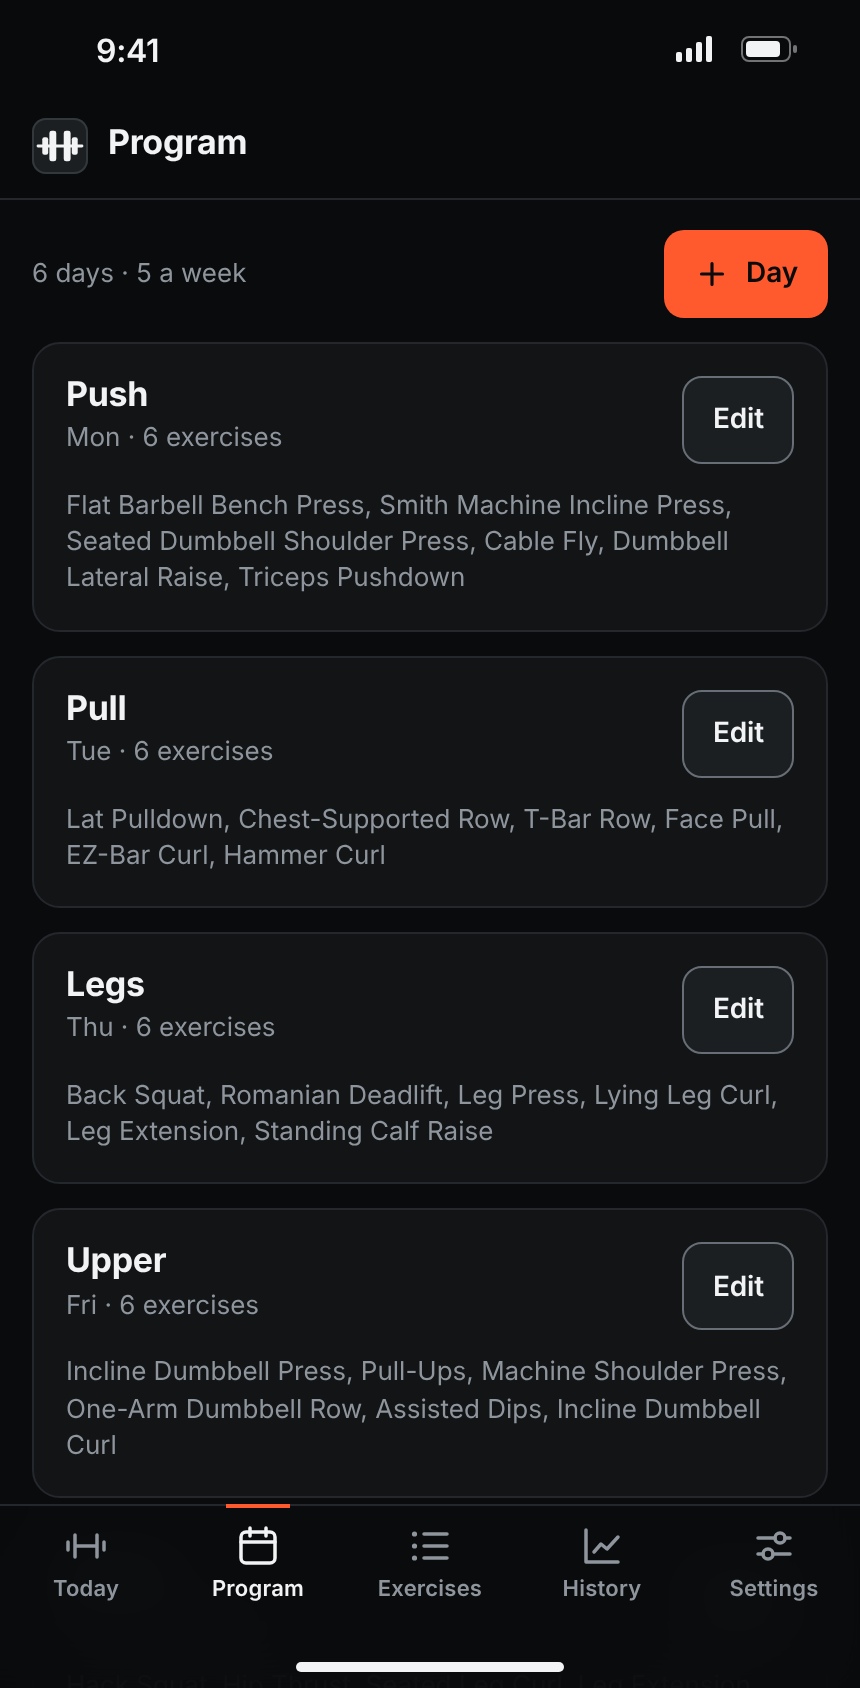 9:41
Program
6 days · 5 a week
+ Day
Push
Edit
Mon · 6 exercises
Flat Barbell Bench Press, Smith Machine Incline Press,
Seated Dumbbell Shoulder Press, Cable Fly, Dumbbell
Lateral Raise, Triceps Pushdown
Pull
Edit
Tue · 6 exercises
Lat Pulldown, Chest-Supported Row, T-Bar Row, Face Pull,
EZ-Bar Curl, Hammer Curl
Legs
Edit
Thu · 6 exercises
Back Squat, Romanian Deadlift, Leg Press, Lying Leg Curl,
Leg Extension, Standing Calf Raise
Upper
Edit
Fri · 6 exercises
Incline Dumbbell Press, Pull-Ups, Machine Shoulder Press,
One-Arm Dumbbell Row, Assisted Dips, Incline Dumbbell
Curl
Today
Program
Exercises
History
Settings